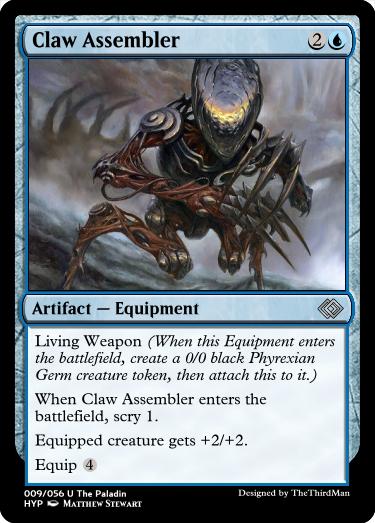 Claw Assembler 2
Artifact — Equipment
Living Weapon (When this Equipment enters
the battlefield, create a 0/0 black Phyrexian
Germ creature token, then attach this to it.)
When Claw Assembler enters the
battlefield, scry 1.
Equipped creature gets +2/+2.
Equip 4
009/056 U The Paladin
Designed by TheThirdMan
HYP Matthew Stewart